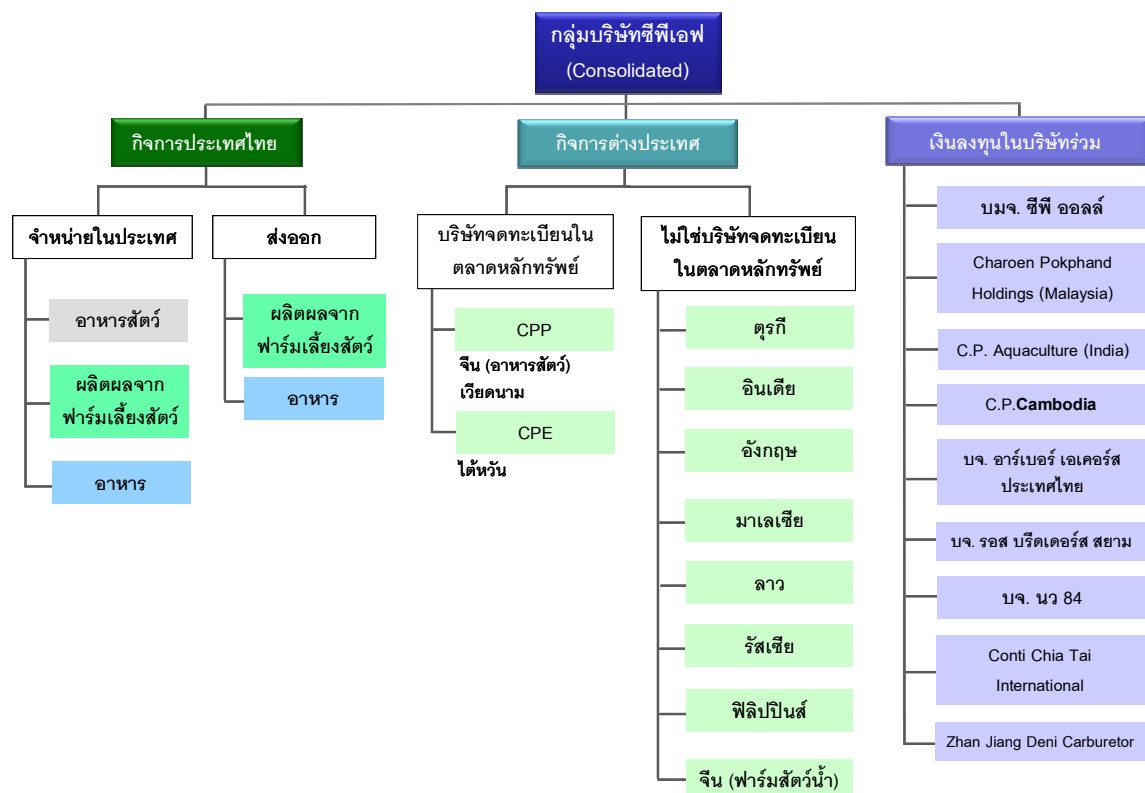 กลุ่มบริษัทซีพีเอฟ
(Consolidated)
กิจการประเทศไทย
จำหน่ายในประเทศ
อาหารสัตว์
ผลิตผลจาก
ฟาร์มเลี้ยงสัตว์
อาหาร
ส่งออก
ผลิตผลจาก
ฟาร์มเลี้ยงสัตว์
อาหาร
กิจการต่างประเทศ
บริษัทจดทะเบียนใน
ตลาดหลักทรัพย์
CPP
จีน (อาหารสัตว์)
เวียดนาม
CPE
ไต้หวัน
ไม่ใช่บริษัทจดทะเบียน
ในตลาดหลักทรัพย์
ตุรกี
อินเดีย
อังกฤษ
มาเลเซีย
ลาว
รัสเซีย
ฟิลิปปินส์
จีน (ฟาร์มสัตว์น้ำ)
เงินลงทุนในบริษัทร่วม
บมจ. ซีพี ออลล์
Charoen Pokphand
Holdings (Malaysia)
C.P. Aquaculture (India)
C.P.Cambodia
บจ. อาร์เบอร์ เอเคอร์ส
ประเทศไทย
บจ. รอส บรีดเดอร์ส สยาม
บจ. นว 84
Conti Chia Tai
International
Zhan Jiang Deni Carburetor